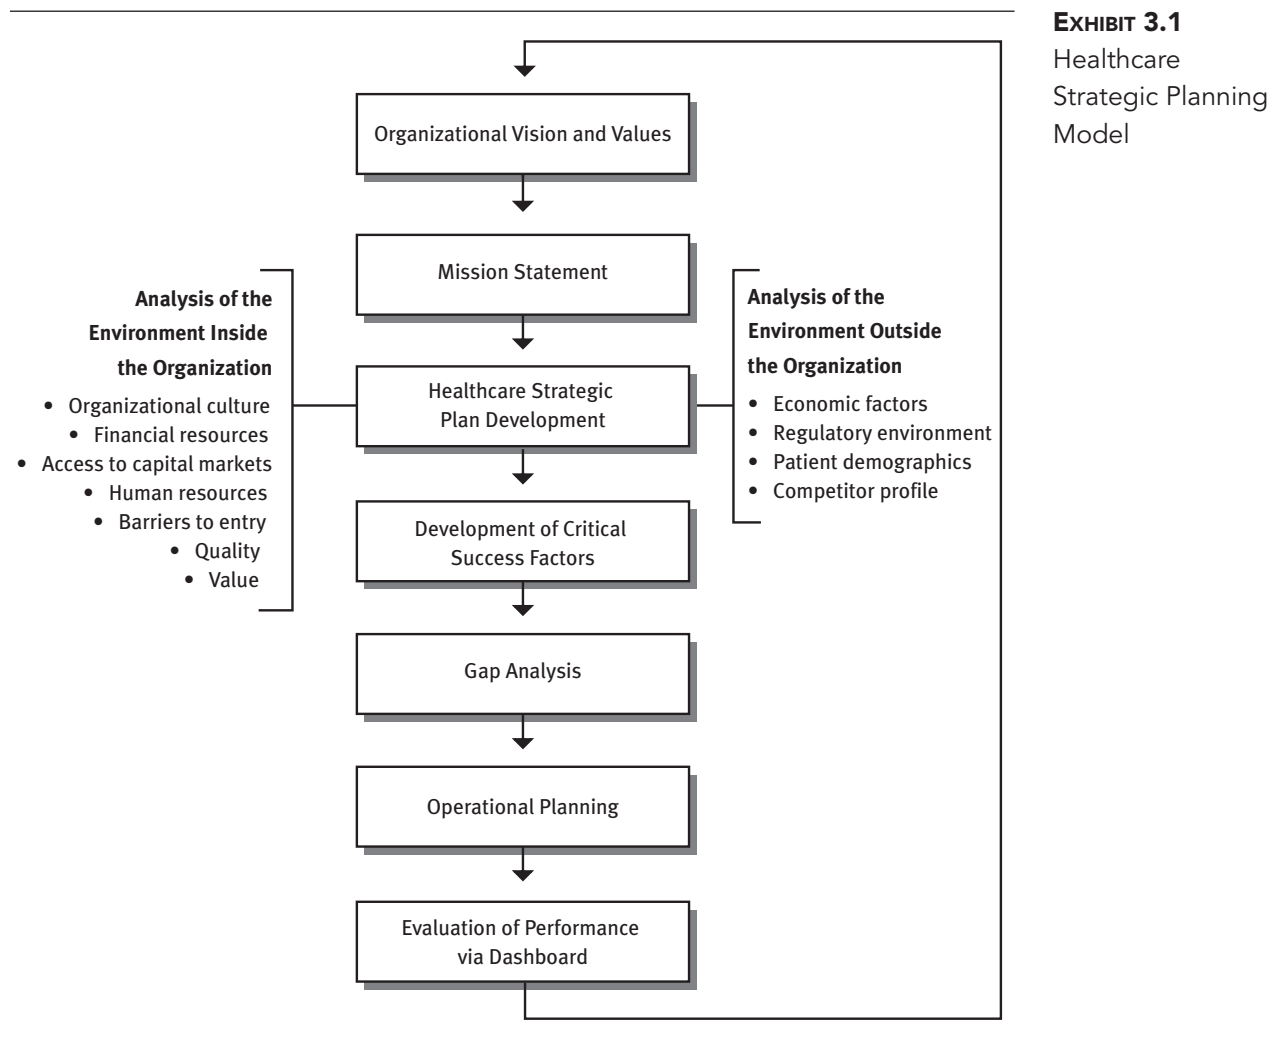 EXHIBIT 3.1
Healthcare
Strategic Planning
Model
Organizational Vision and Values
Mission Statement
Analysis of the
Environment Inside
the Organization
• Organizational culture
• Financial resources
• Access to capital markets
• Human resources
• Barriers to entry
• Quality
• Value
Healthcare Strategic
Plan Development
Analysis of the
Environment Outside
the Organization
• Economic factors
• Regulatory environment
• Patient demographics
• Competitor profile
Development of Critical
Success Factors
Gap Analysis
Operational Planning
Evaluation of Performance
via Dashboard